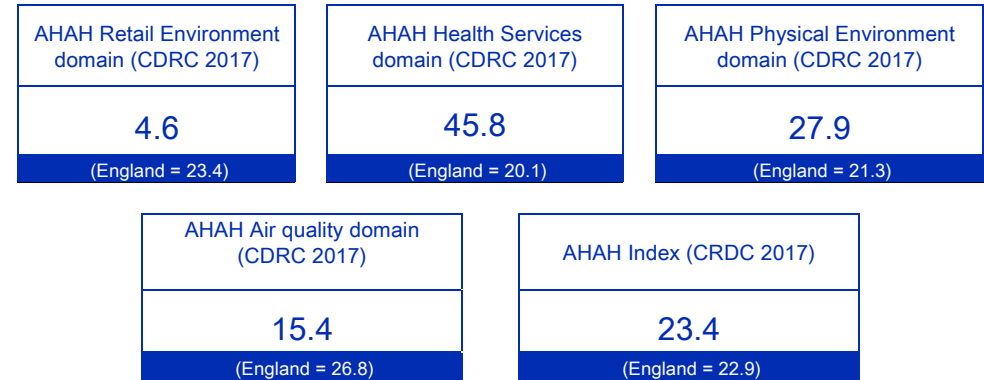 AHAH Retail Environment
domain (CDRC 2017)
4.6
(England = 23.4)
AHAH Health Services
domain (CDRC 2017)
45.8
(England = 20.1)
AHAH Physical Environment
domain (CDRC 2017)
27.9
(England = 21.3)
AHAH Air quality domain
(CDRC 2017)
15.4
(England = 26.8)
AHAH Index (CRDC 2017)
23.4
(England = 22.9)